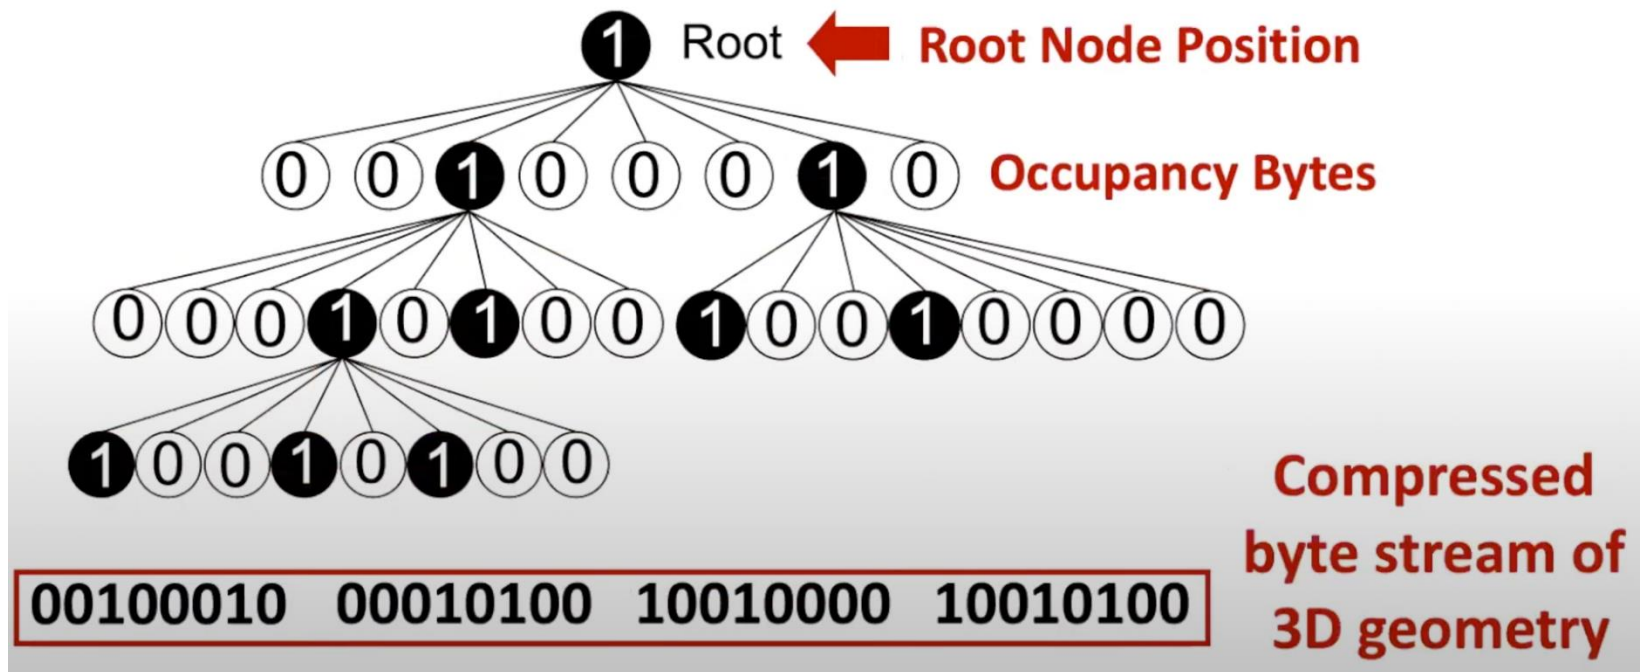 1 Root Root Node Position
0 0 1 0 0 0 1 0 Occupancy Bytes
0 0 0 1 0 1 0 0 1 0 0 1 0 0 0 0
1 0 0 1 0 1 0 0
Compressed
byte stream of
3D geometry
00100010 00010100 10010000 10010100